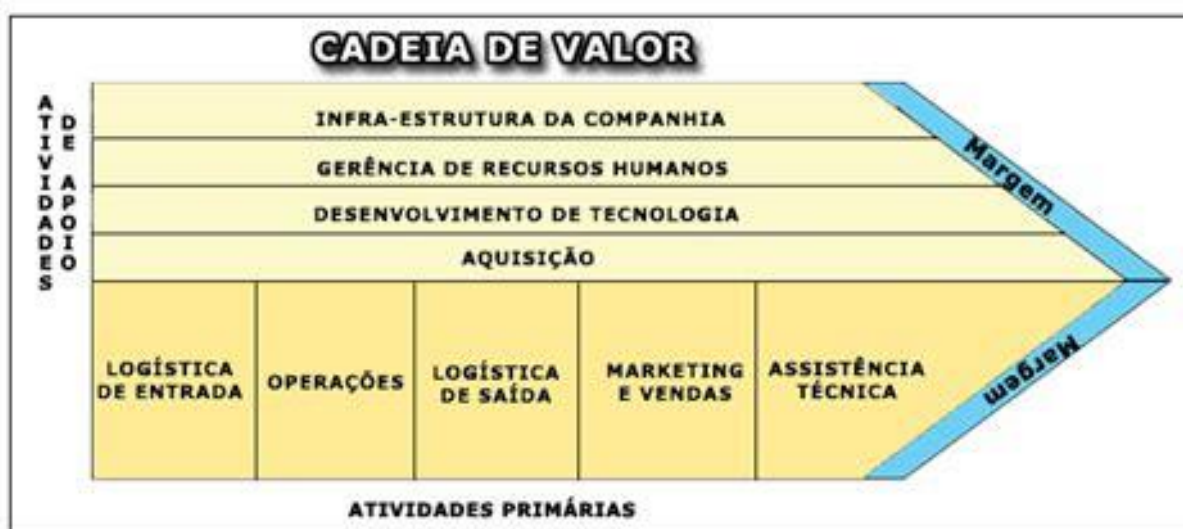 CADEIA DE VALOR
ATIVIDADES
DE APOIO
INFRA-ESTRUTURA DA COMPANHIA
GERÊNCIA DE RECURSOS HUMANOS
DESENVOLVIMENTO DE TECNOLOGIA
AQUISIÇÃO
Margem
LOGÍSTICA
DE ENTRADA
OPERAÇÕES
LOGÍSTICA
DE SAÍDA
MARKETING
E VENDAS
ASSISTÊNCIA
TÉCNICA
Margem
ATIVIDADES PRIMÁRIAS